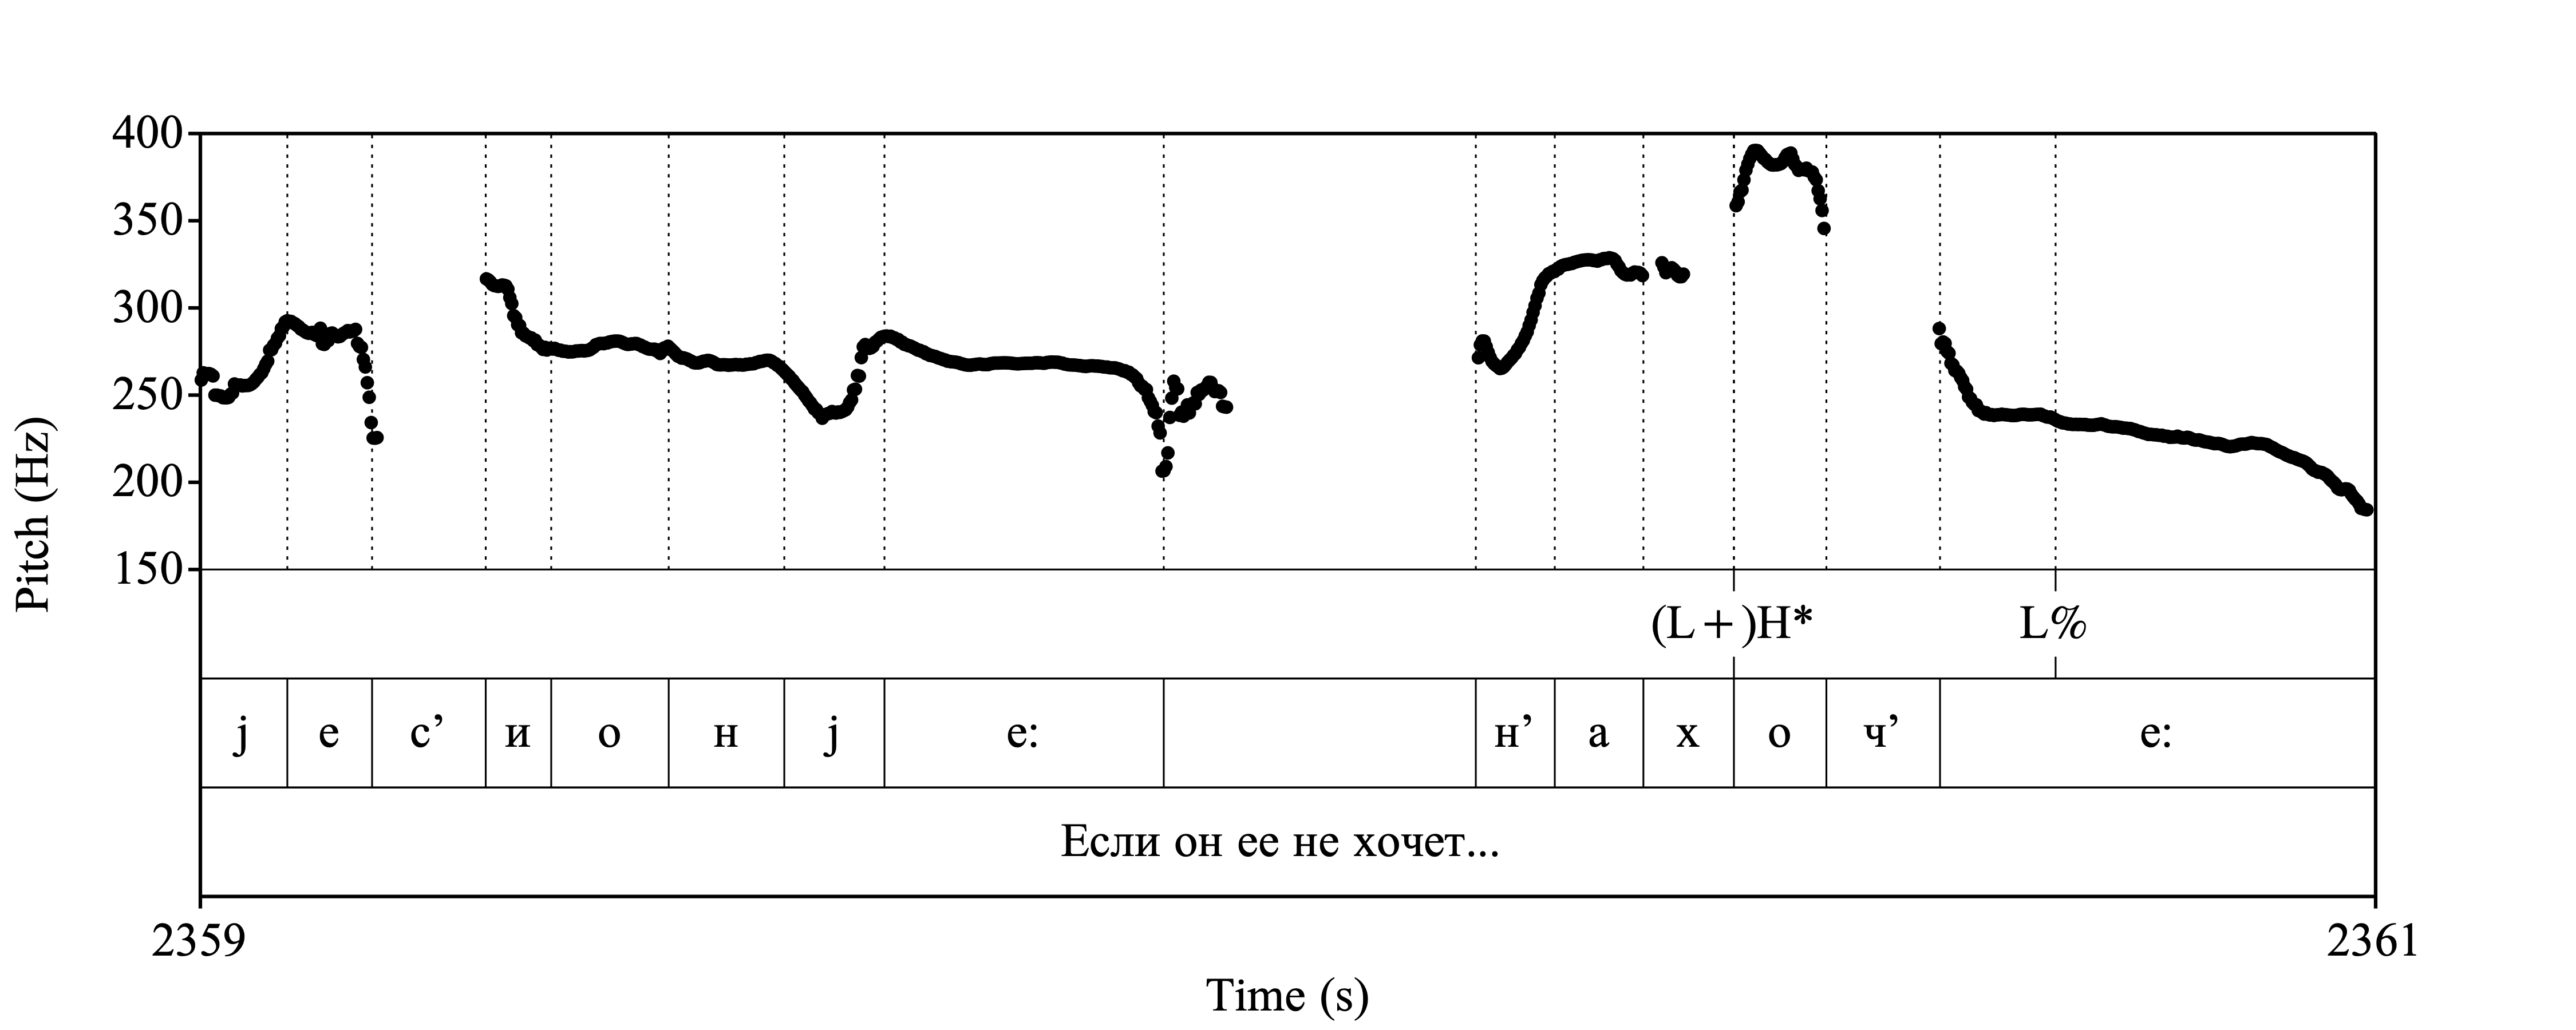 400
350
300
250
200
150
Pitch (Hz)
(L+)H* L%
j е с’ и о н j е: н’ а х о ч’ е:
Если он ее не хочет...
2359 2361
Time (s)